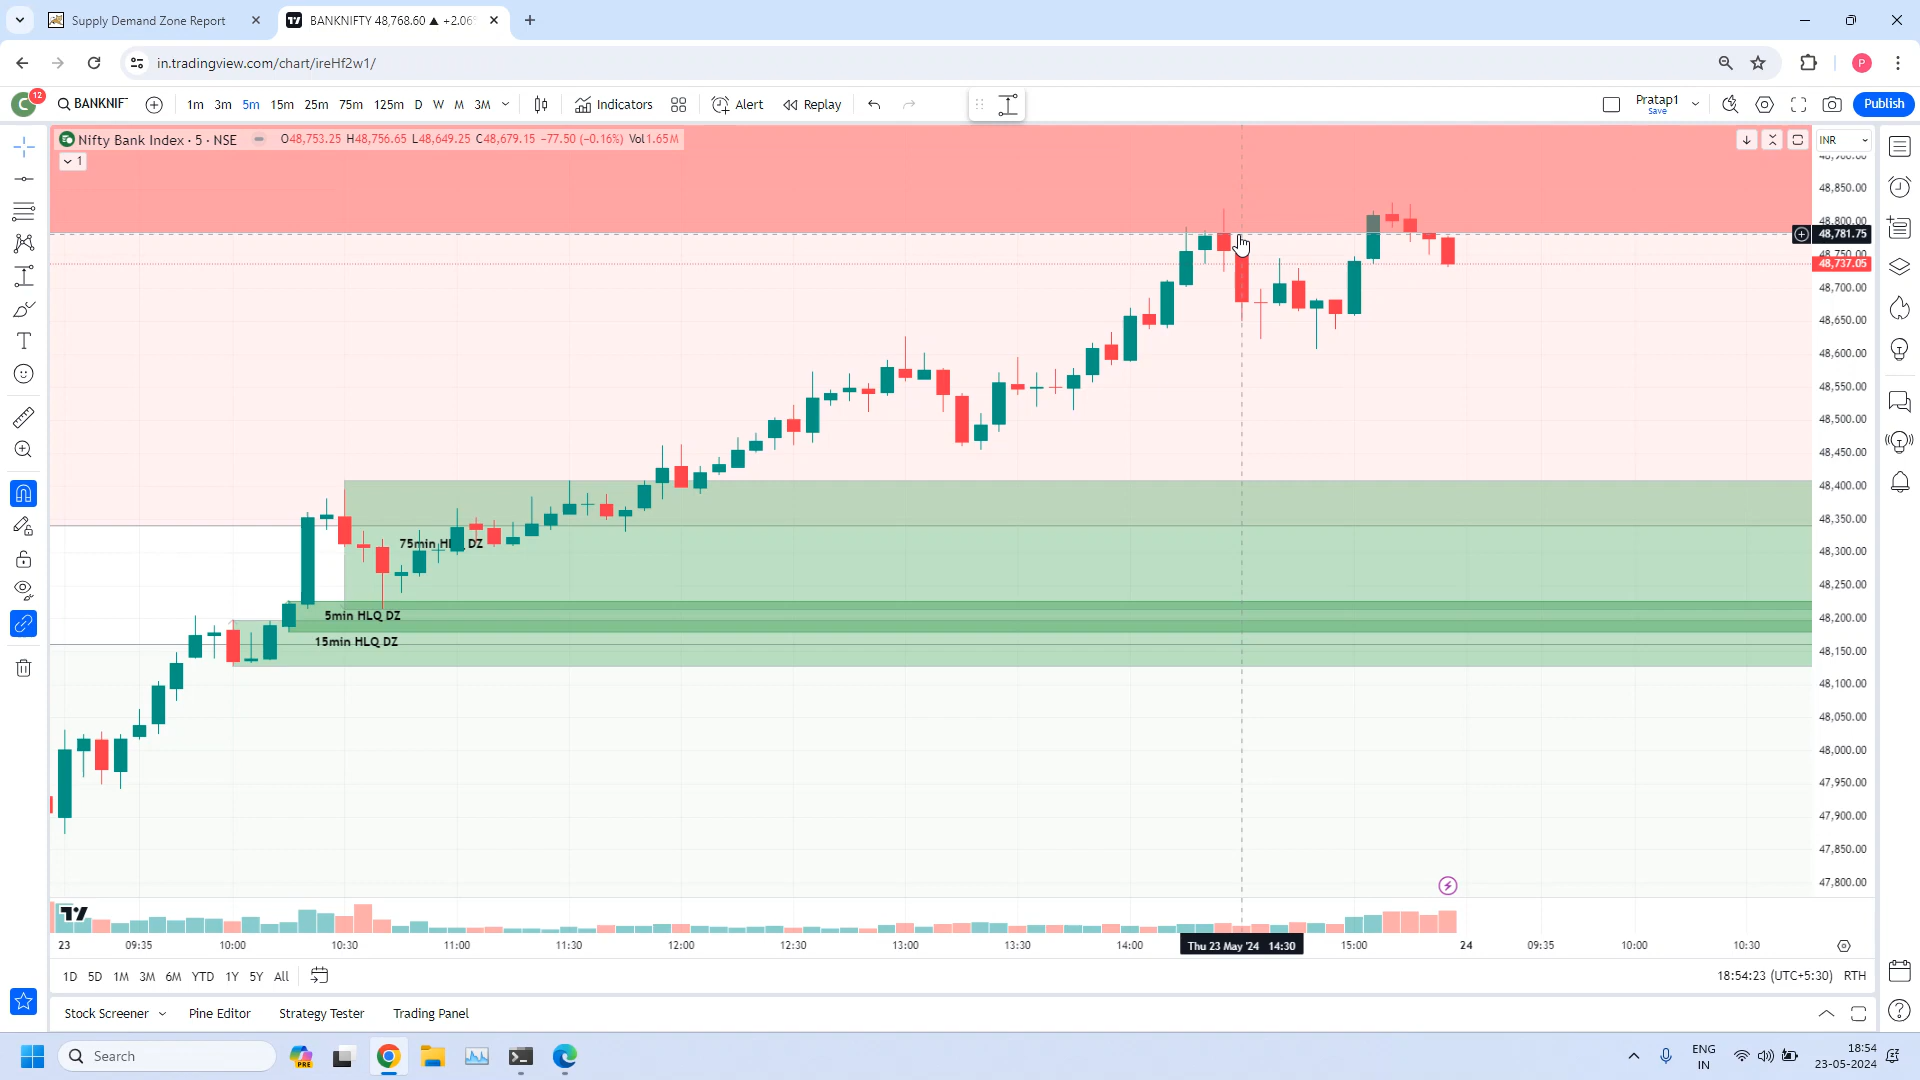 Supply Demand Zone Report
BANKNIFTY 48,768.60 ▲ +2.06
in.tradingview.com/chart/ireHf2w1/
P
C 12
BANKNIF
1m 3m 5m 15m 25m 75m 125m D W M 3M
Indicators
Alert
Replay
Pratap1
Save
Publish
Nifty Bank Index · 5 · NSE
O48,753.25 H48,756.65 L48,649.25 C48,679.15 −77.50 (−0.16%) Vol1.65M
1
INR
48,850.00
48,800.00
48,781.75
48,750.00
48,737.05
48,700.00
48,650.00
48,600.00
48,550.00
48,500.00
48,450.00
48,400.00
48,350.00
48,300.00
48,250.00
48,200.00
48,150.00
48,100.00
48,050.00
48,000.00
47,950.00
47,900.00
47,850.00
47,800.00
75min HLQ DZ
5min HLQ DZ
15min HLQ DZ
23 09:35 10:00 10:30 11:00 11:30 12:00 12:30 13:00 13:30 14:00 Thu 23 May '24 14:30 15:00 24 09:35 10:00 10:30
1D 5D 1M 3M 6M YTD 1Y 5Y All
18:54:23 (UTC+5:30) RTH
Stock Screener Pine Editor Strategy Tester Trading Panel
Search
PRE
ENG
IN
18:54
23-05-2024